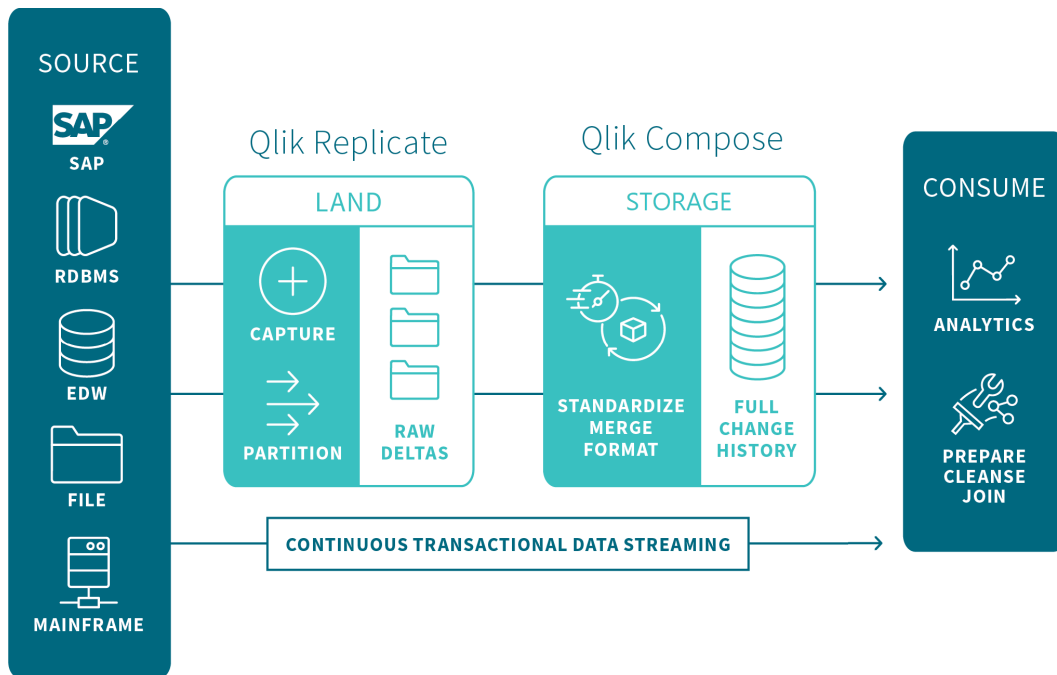 SOURCE
SAP
®
SAP
RDBMS
EDW
FILE
MAINFRAME
Qlik Replicate
LAND
CAPTURE
PARTITION
RAW
DELTAS
Qlik Compose
STORAGE
STANDARDIZE
MERGE
FORMAT
FULL
CHANGE
HISTORY
CONTINUOUS TRANSACTIONAL DATA STREAMING
CONSUME
ANALYTICS
PREPARE
CLEANSE
JOIN